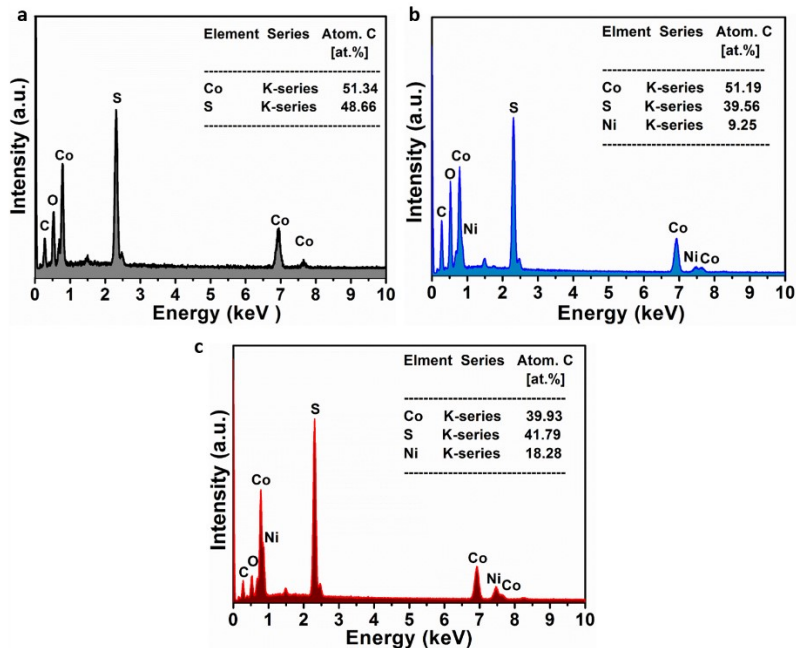 a
Element Series Atom. C
[at.%]
------------------------------------
Co K-series 51.34
S K-series 48.66
------------------------------------
S
Co
O
C
Co
Co
Intensity (a.u.)
0 1 2 3 4 5 6 7 8 9 10
Energy (keV)
b
Elment Series Atom. C
[at.%]
------------------------------------
Co K-series 51.19
S K-series 39.56
Ni K-series 9.25
------------------------------------
S
Co
O
C
Ni
Co
Ni
Co
Intensity (a.u.)
0 1 2 3 4 5 6 7 8 9 10
Energy (keV)
c
Elment Series Atom. C
[at.%]
------------------------------------
Co K-series 39.93
S K-series 41.79
Ni K-series 18.28
------------------------------------
S
Co
Ni
O
C
Co
Ni
Co
Intensity (a.u.)
0 1 2 3 4 5 6 7 8 9 10
Energy (keV)